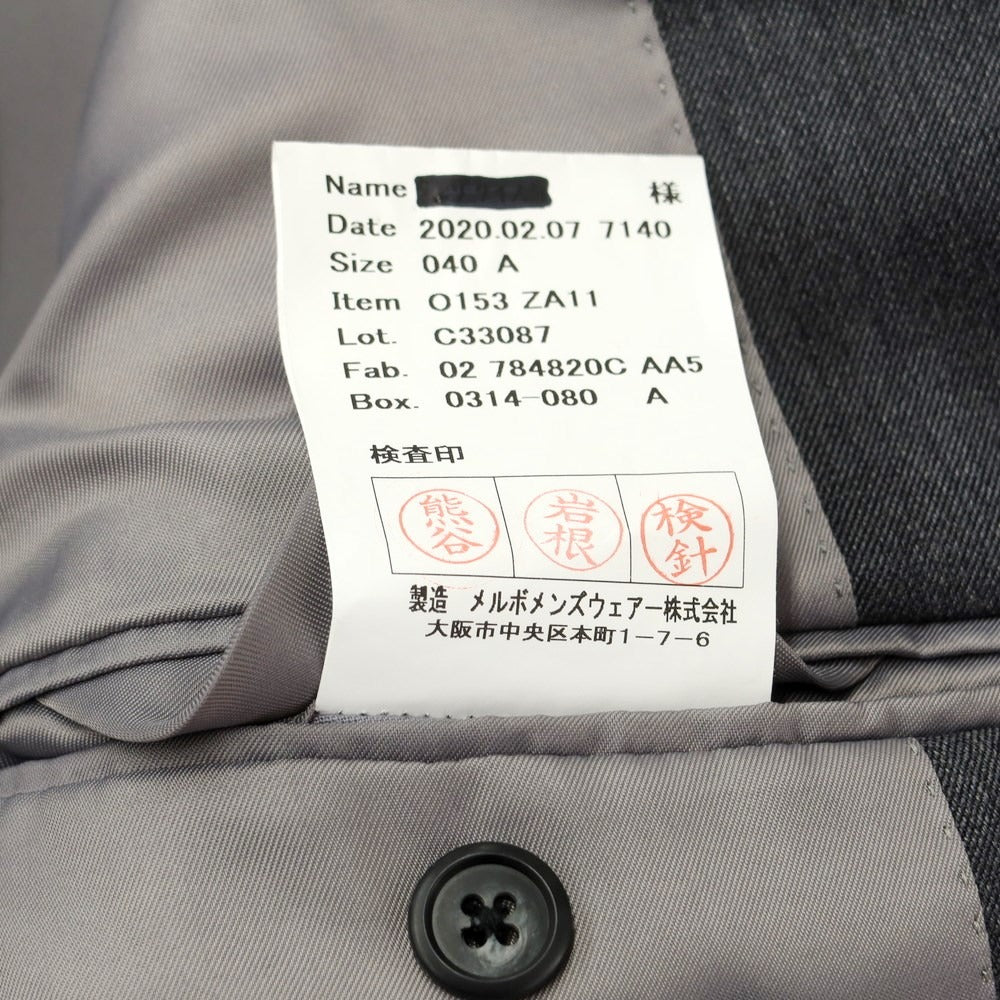 Name 様
Date 2020.02.07 7140
Size 040 A
Item O153 ZA11
Lot. C33087
Fab. 02 784820C AA5
Box. 0314-080 A
検査印
熊谷 岩根 検針
製造 メルボメンズウェアー株式会社
大阪市中央区本町1-7-6